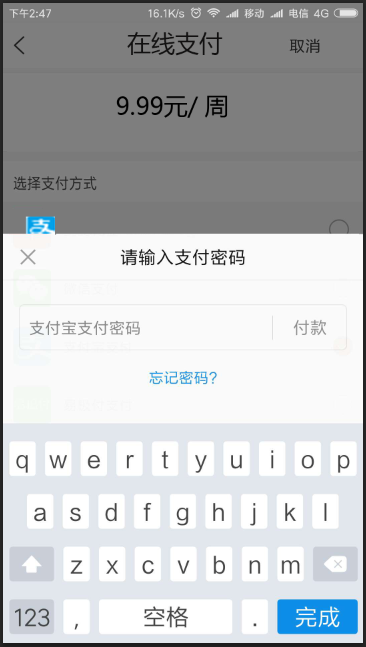 下午2:47 16.1K/s 移动 电信 4G
在线支付 取消
9.99元/ 周
选择支付方式
支
请输入支付密码
支付宝支付密码 付款
忘记密码?
q w e r t y u i o p
a s d f g h j k l
z x c v b n m
123 , 空格 . 完成